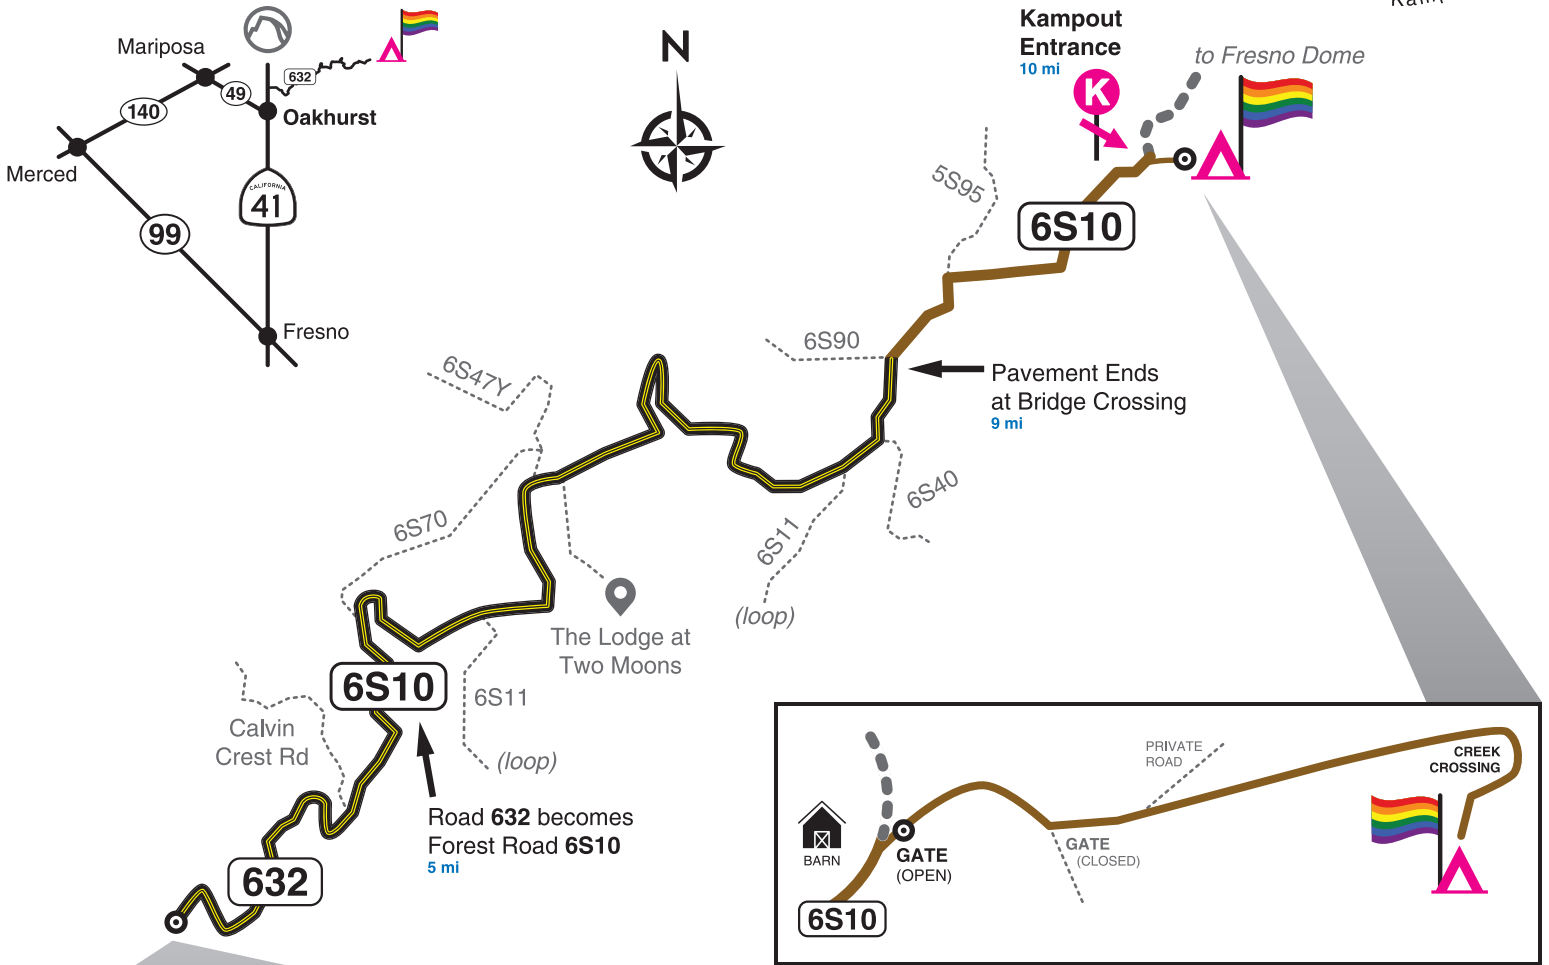 Mariposa
632
49
140
Oakhurst
Merced
CALIFORNIA
41
99
Fresno
N
Kampout
Entrance
10 mi
K
to Fresno Dome
5S95
6S10
6S90
Pavement Ends
at Bridge Crossing
9 mi
6S47Y
6S70
6S40
6S11
(loop)
The Lodge at
Two Moons
6S10
6S11
(loop)
Calvin
Crest Rd
Road 632 becomes
Forest Road 6S10
5 mi
632
PRIVATE
ROAD
CREEK
CROSSING
BARN
GATE
(OPEN)
GATE
(CLOSED)
6S10